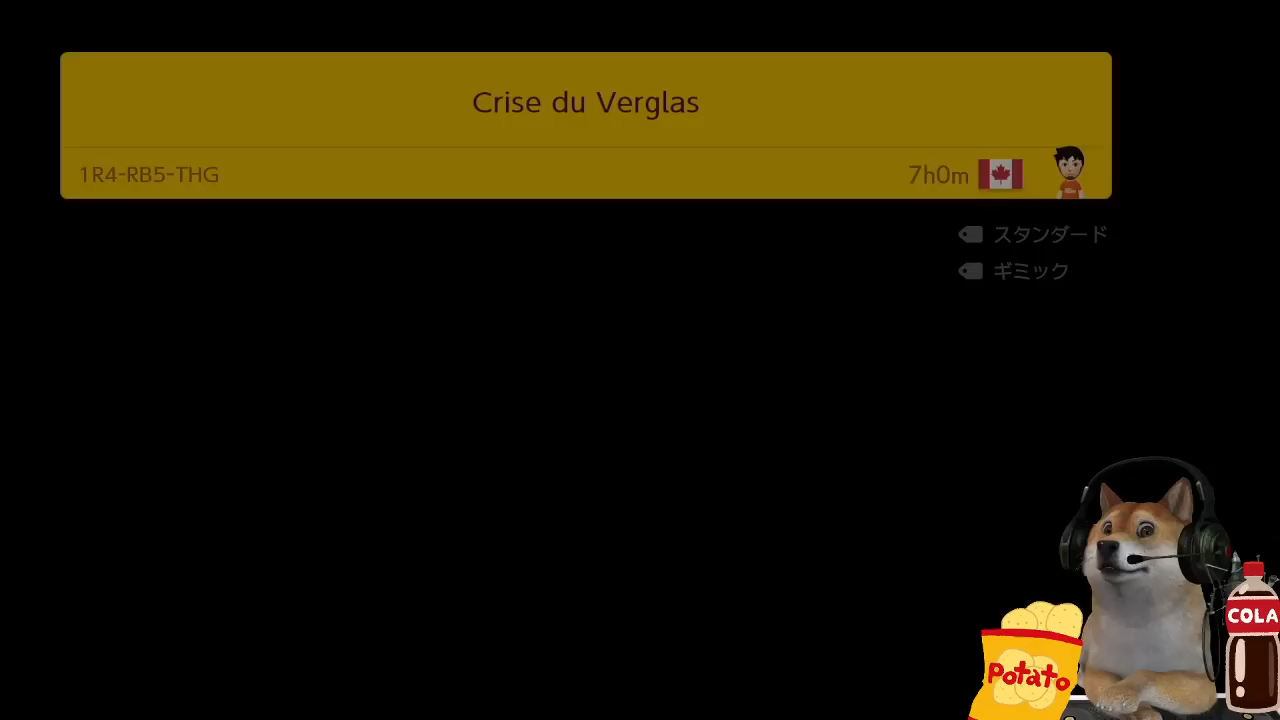 Crise du Verglas
1R4-RB5-THG
7h0m
スタンダード
ギミック
Potato
COLA